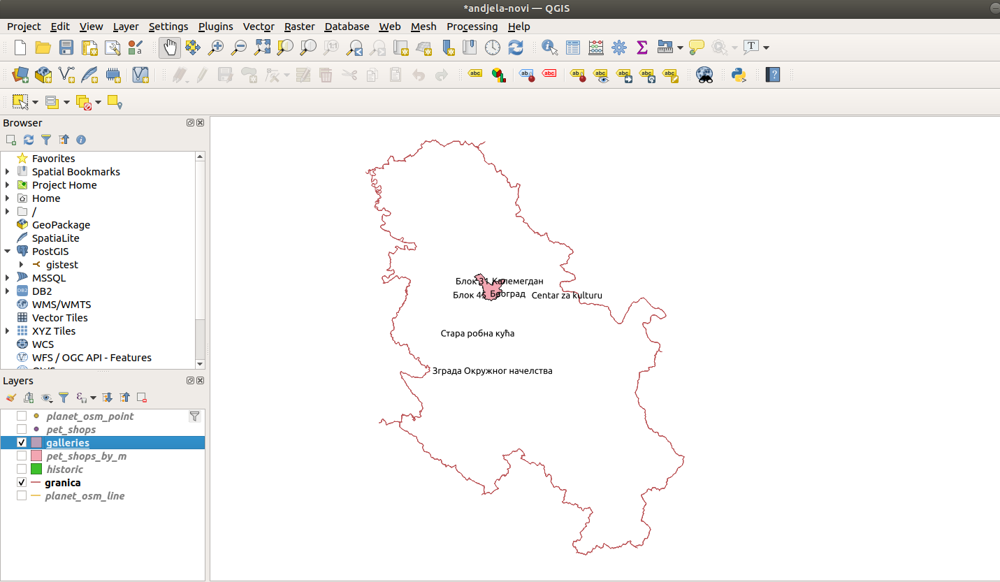 *andjela-novi — QGIS
Project Edit View Layer Settings Plugins Vector Raster Database Web Mesh Processing Help
Browser
Favorites
Spatial Bookmarks
Project Home
Home
/
GeoPackage
SpatiaLite
PostGIS
gistest
MSSQL
DB2
WMS/WMTS
Vector Tiles
XYZ Tiles
WCS
WFS / OGC API - Features
Layers
planet_osm_point
pet_shops
galleries
pet_shops_by_m
historic
granica
planet_osm_line
Блок 31 Калемегдан
Блок 45 Београд Centar za kulturu
Стара робна кућа
Зграда Окружног начелства